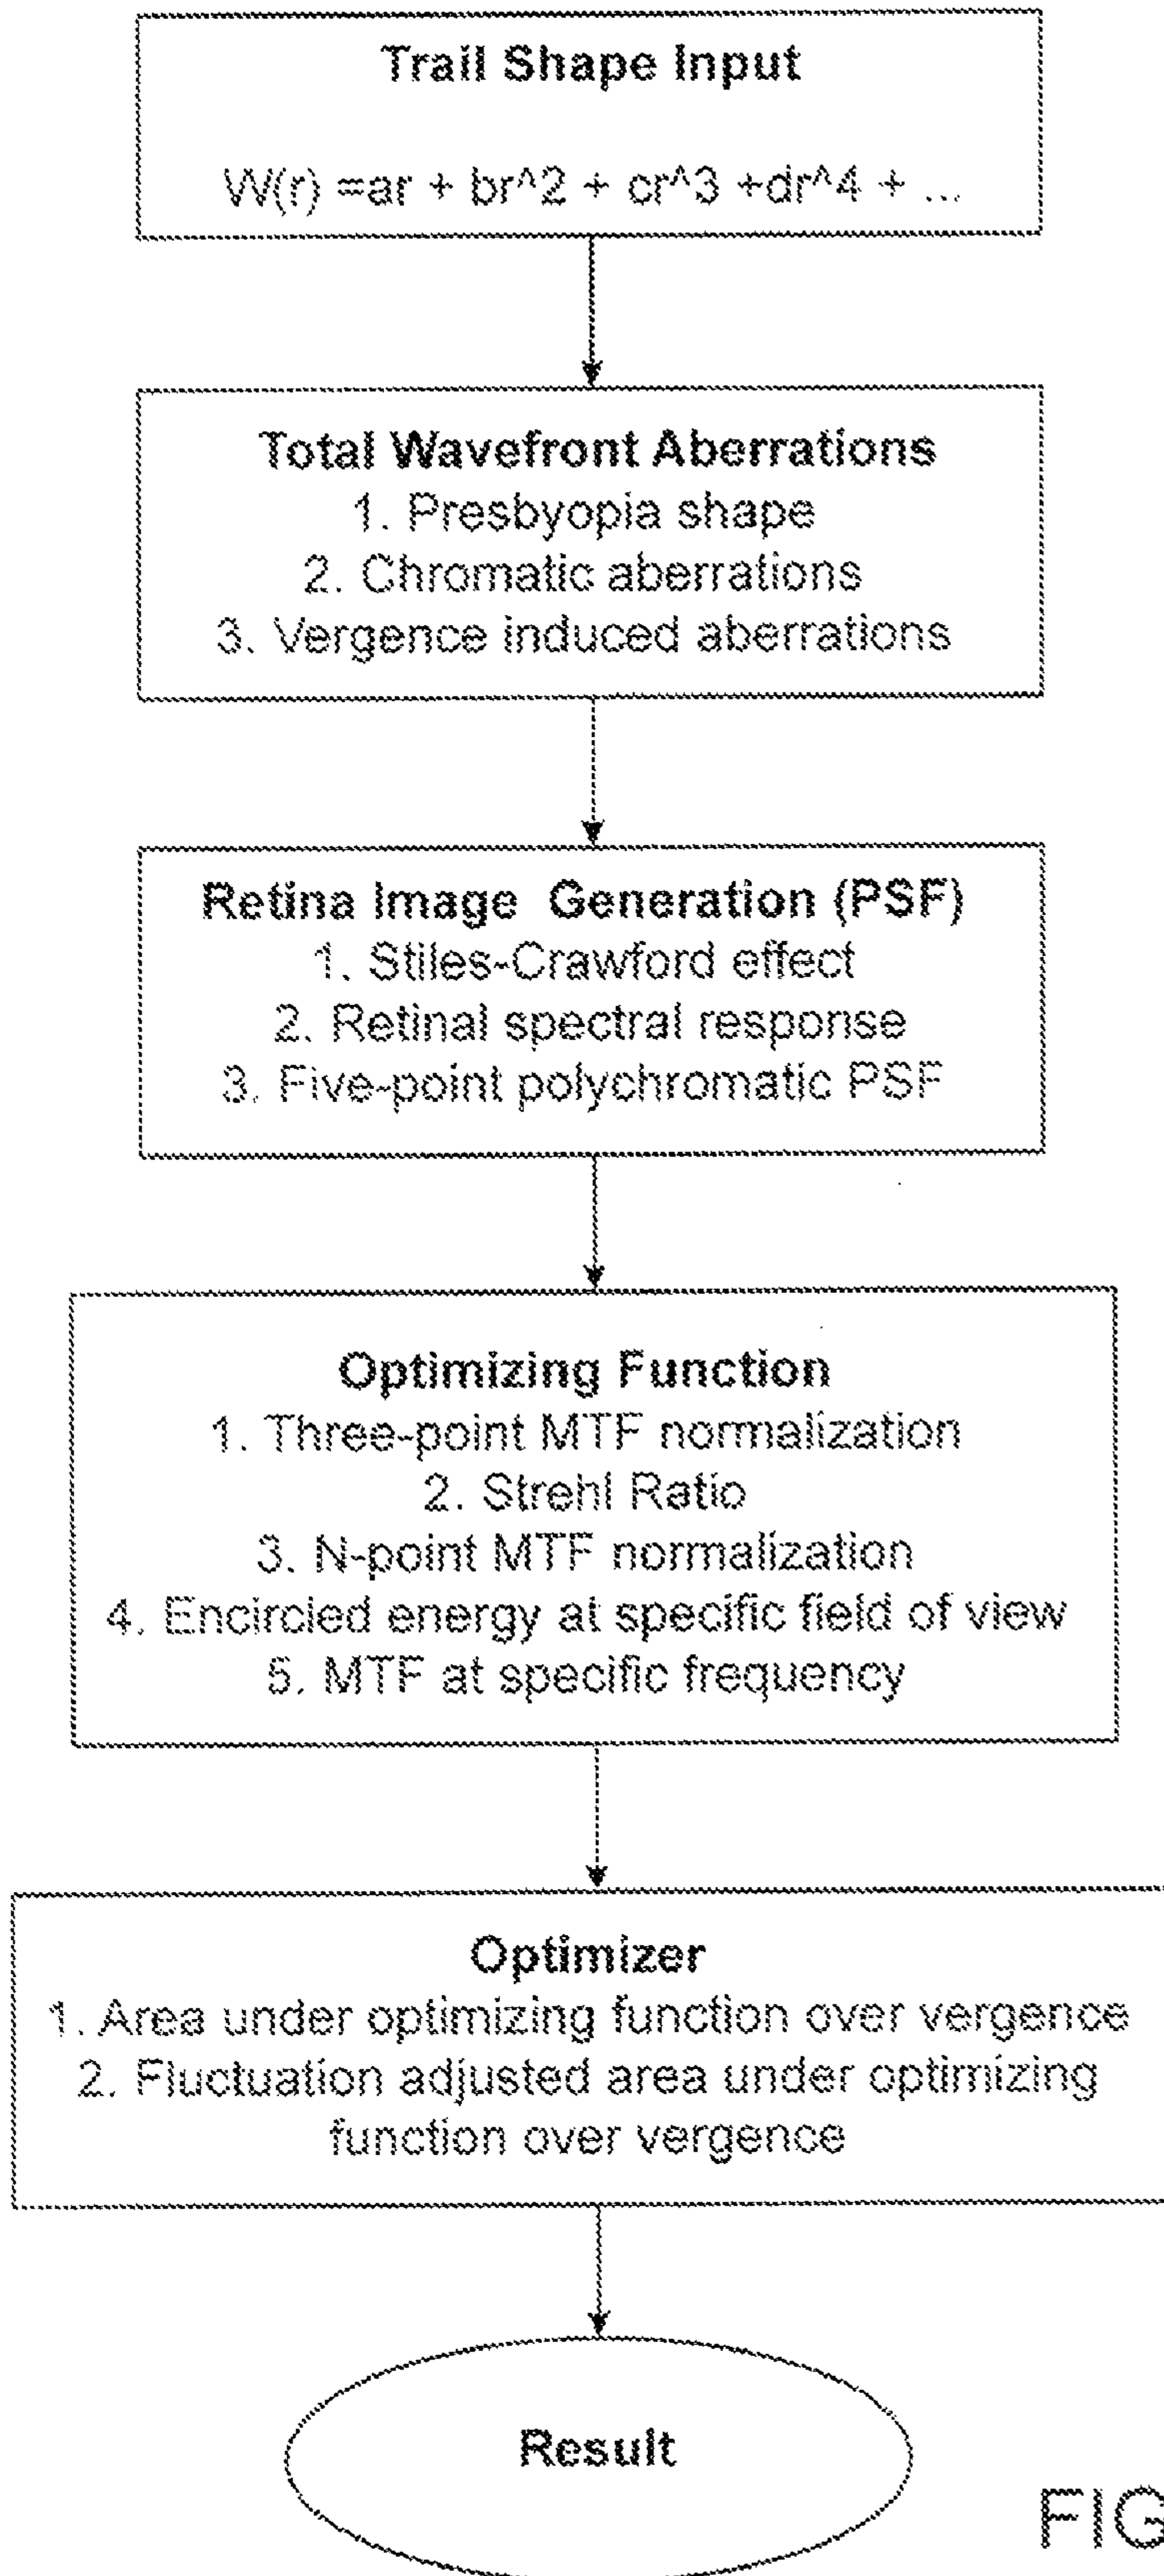 Trail Shape Input
W(r) =ar + br^2 + cr^3 +dr^4 + ...
Total Wavefront Aberrations
1. Presbyopia shape
2. Chromatic aberrations
3. Vergence induced aberrations
Retina Image Generation (PSF)
1. Stiles-Crawford effect
2. Retinal spectral response
3. Five-point polychromatic PSF
Optimizing Function
1. Three-point MTF normalization
2. Strehl Ratio
3. N-point MTF normalization
4. Encircled energy at specific field of view
5. MTF at specific frequency
Optimizer
1. Area under optimizing function over vergence
2. Fluctuation adjusted area under optimizing
function over vergence
Result
FIG